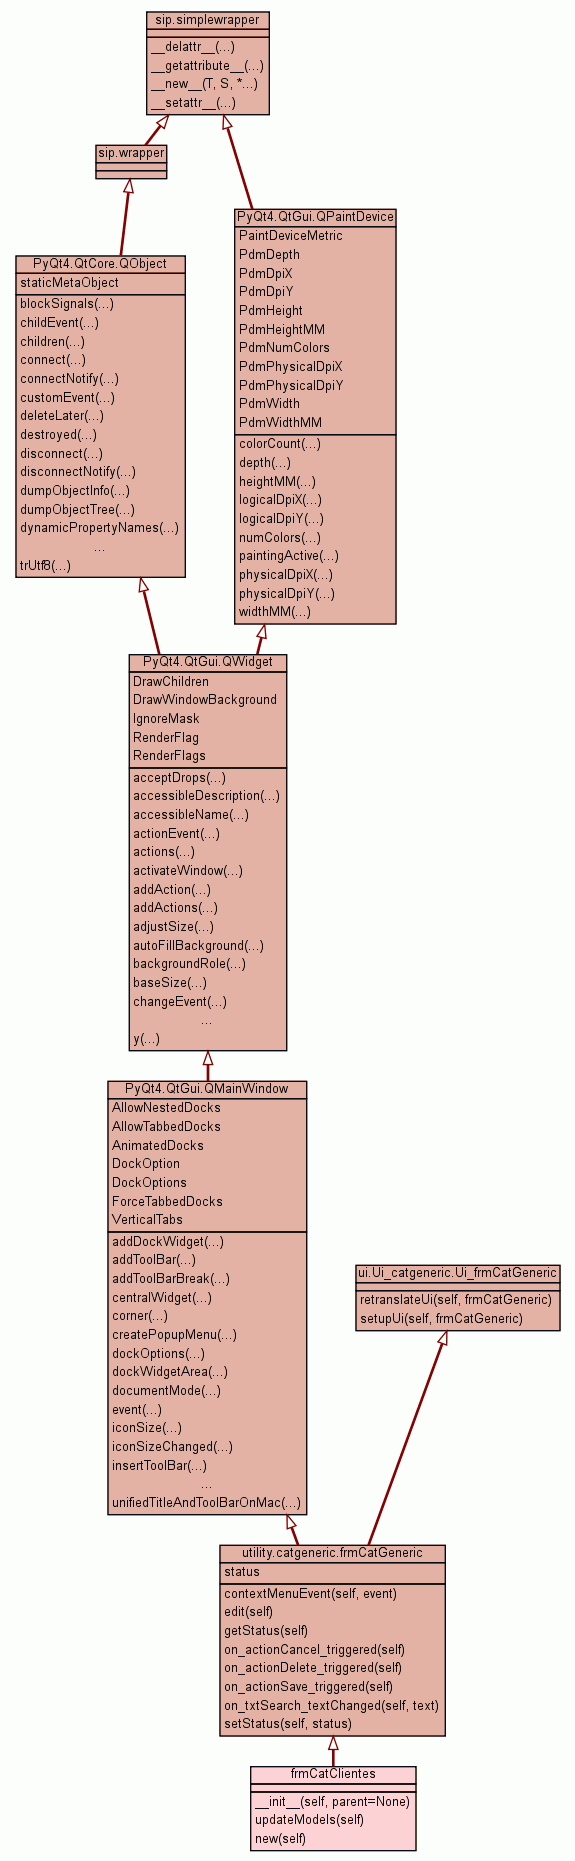 sip.simplewrapper
__delattr__(...)
__getattribute__(...)
__new__(T, S, *...)
__setattr__(...)
sip.wrapper
PyQt4.QtGui.QPaintDevice
PaintDeviceMetric
PdmDepth
PdmDpiX
PdmDpiY
PdmHeight
PdmHeightMM
PdmNumColors
PdmPhysicalDpiX
PdmPhysicalDpiY
PdmWidth
PdmWidthMM
colorCount(...)
depth(...)
heightMM(...)
logicalDpiX(...)
logicalDpiY(...)
numColors(...)
paintingActive(...)
physicalDpiX(...)
physicalDpiY(...)
widthMM(...)
PyQt4.QtCore.QObject
staticMetaObject
blockSignals(...)
childEvent(...)
children(...)
connect(...)
connectNotify(...)
customEvent(...)
deleteLater(...)
destroyed(...)
disconnect(...)
disconnectNotify(...)
dumpObjectInfo(...)
dumpObjectTree(...)
dynamicPropertyNames(...)
...
trUtf8(...)
PyQt4.QtGui.QWidget
DrawChildren
DrawWindowBackground
IgnoreMask
RenderFlag
RenderFlags
acceptDrops(...)
accessibleDescription(...)
accessibleName(...)
actionEvent(...)
actions(...)
activateWindow(...)
addAction(...)
addActions(...)
adjustSize(...)
autoFillBackground(...)
backgroundRole(...)
baseSize(...)
changeEvent(...)
...
y(...)
PyQt4.QtGui.QMainWindow
AllowNestedDocks
AllowTabbedDocks
AnimatedDocks
DockOption
DockOptions
ForceTabbedDocks
VerticalTabs
addDockWidget(...)
addToolBar(...)
addToolBarBreak(...)
centralWidget(...)
corner(...)
createPopupMenu(...)
dockOptions(...)
dockWidgetArea(...)
documentMode(...)
event(...)
iconSize(...)
iconSizeChanged(...)
insertToolBar(...)
...
unifiedTitleAndToolBarOnMac(...)
ui.Ui_catgeneric.Ui_frmCatGeneric
retranslateUi(self, frmCatGeneric)
setupUi(self, frmCatGeneric)
utility.catgeneric.frmCatGeneric
status
contextMenuEvent(self, event)
edit(self)
getStatus(self)
on_actionCancel_triggered(self)
on_actionDelete_triggered(self)
on_actionSave_triggered(self)
on_txtSearch_textChanged(self, text)
setStatus(self, status)
frmCatClientes
__init__(self, parent=None)
updateModels(self)
new(self)